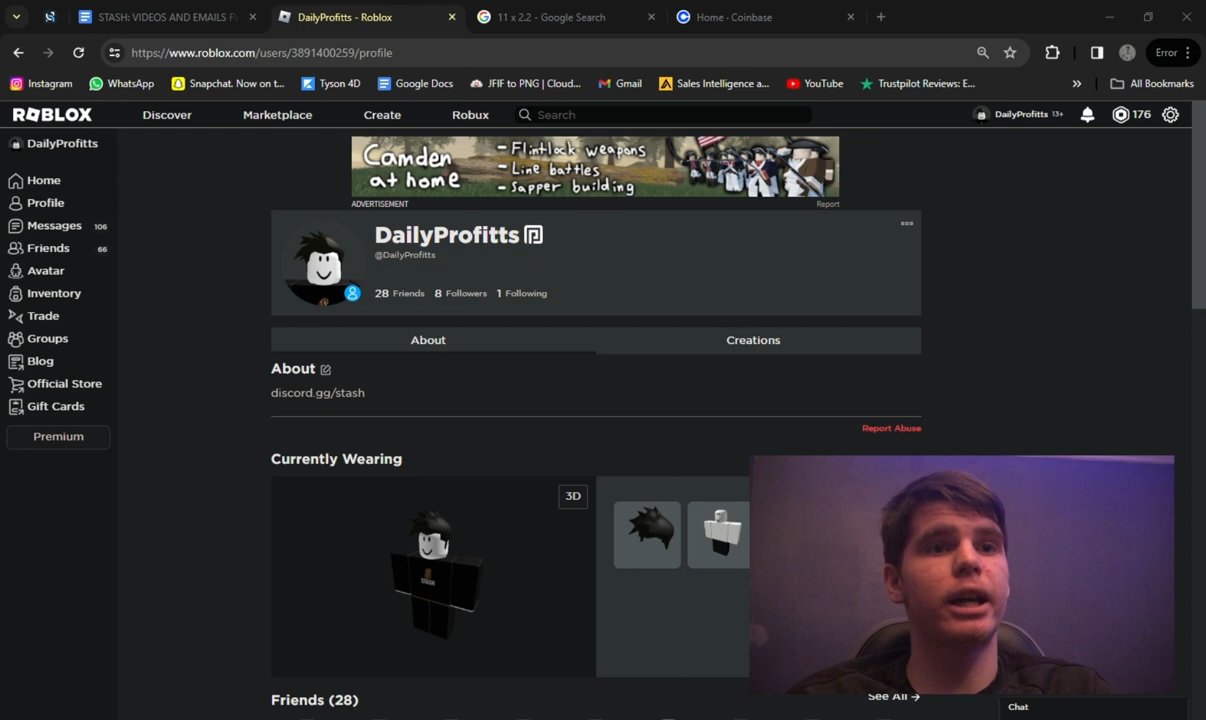 STASH: VIDEOS AND EMAILS F
DailyProfitts - Roblox
11 x 2.2 - Google Search
Home · Coinbase
https://www.roblox.com/users/3891400259/profile
Error
Instagram
WhatsApp
Snapchat. Now on t...
Tyson 4D
Google Docs
JFIF to PNG | Cloud...
Gmail
Sales Intelligence a...
YouTube
Trustpilot Reviews: E...
All Bookmarks
ROBLOX
Discover
Marketplace
Create
Robux
Search
DailyProfitts 13+
176
DailyProfitts
Home
Profile
Messages 106
Friends 66
Avatar
Inventory
Trade
Groups
Blog
Official Store
Gift Cards
Premium
Camden at home
- Flintlock weapons
- Line battles
- Sapper building
ADVERTISEMENT
Report
DailyProfitts
@DailyProfitts
28 Friends 8 Followers 1 Following
About
Creations
About
discord.gg/stash
Report Abuse
Currently Wearing
3D
STASH
Friends (28)
See All →
Chat